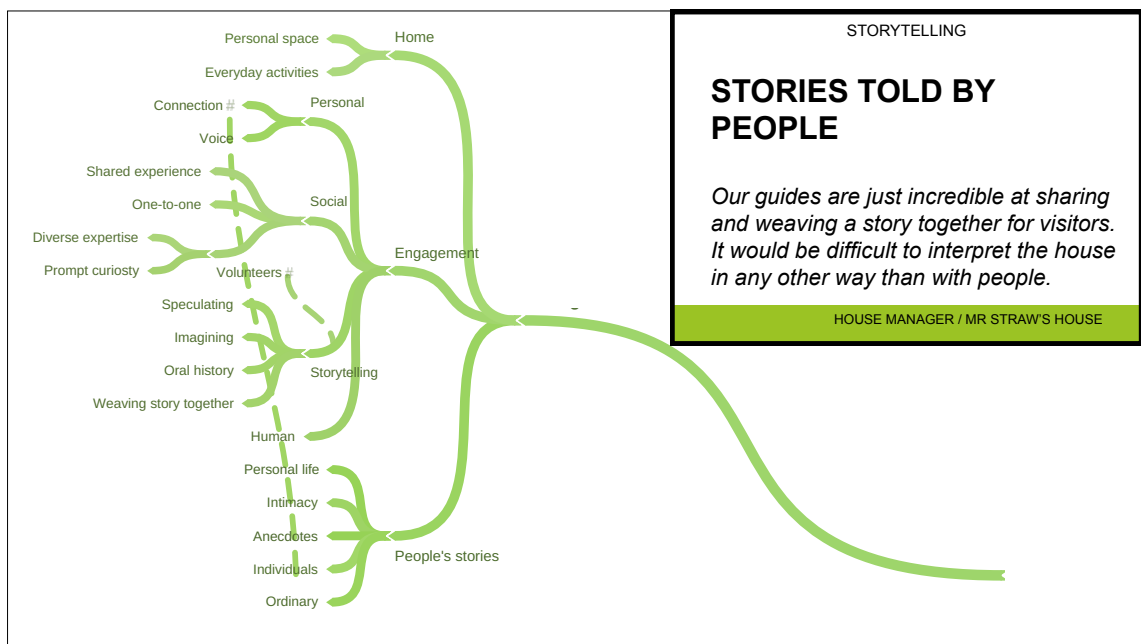 Personal space
Home
Everyday activities
Connection #
Personal
Voice
Shared experience
One-to-one
Social
Diverse expertise
Prompt curiosty
Engagement
Volunteers #
Speculating
Imagining
Oral history
Storytelling
Weaving story together
Human
Personal life
Intimacy
Anecdotes
People's stories
Individuals
Ordinary
STORYTELLING
STORIES TOLD BY
PEOPLE
Our guides are just incredible at sharing
and weaving a story together for visitors.
It would be difficult to interpret the house
in any other way than with people.
HOUSE MANAGER / MR STRAW'S HOUSE